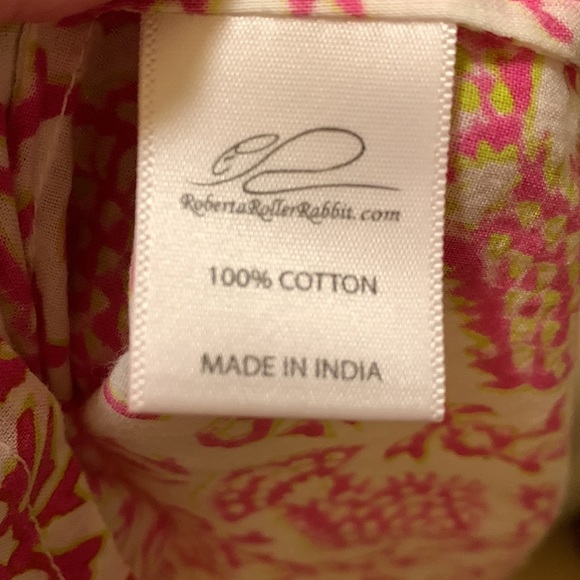 RobertaRollerRabbit.com
100% COTTON
MADE IN INDIA